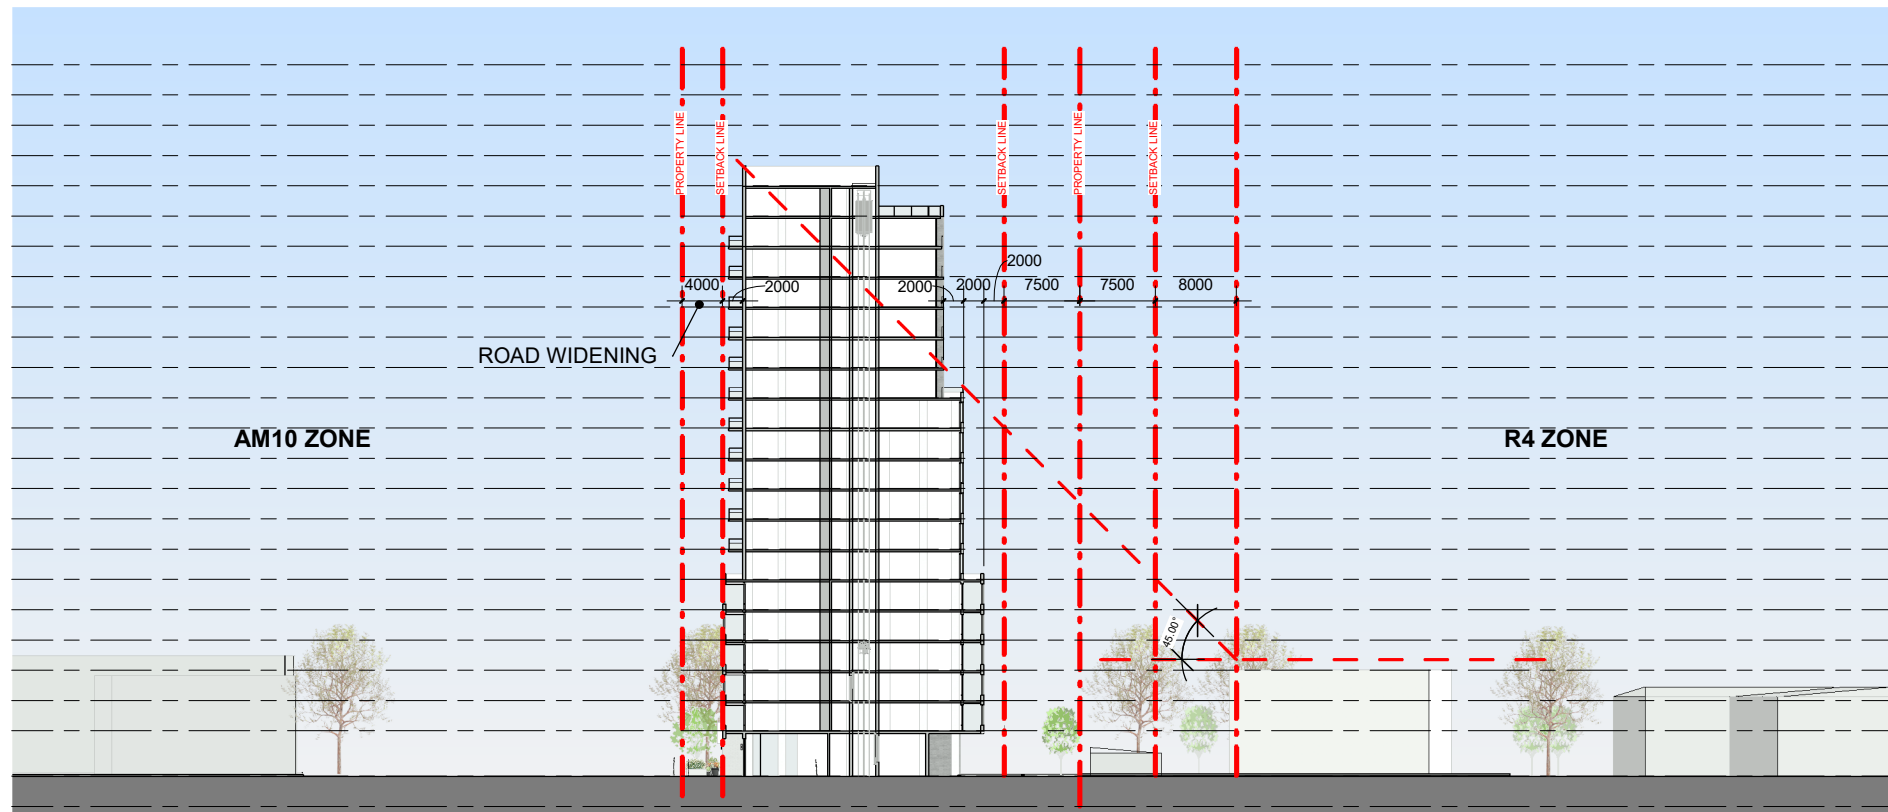 PROPERTY LINE
SETBACK LINE
SETBACK LINE
PROPERTY LINE
SETBACK LINE
2000
4000
2000
2000
2000
7500
7500
8000
ROAD WIDENING
AM10 ZONE
R4 ZONE
45.00°